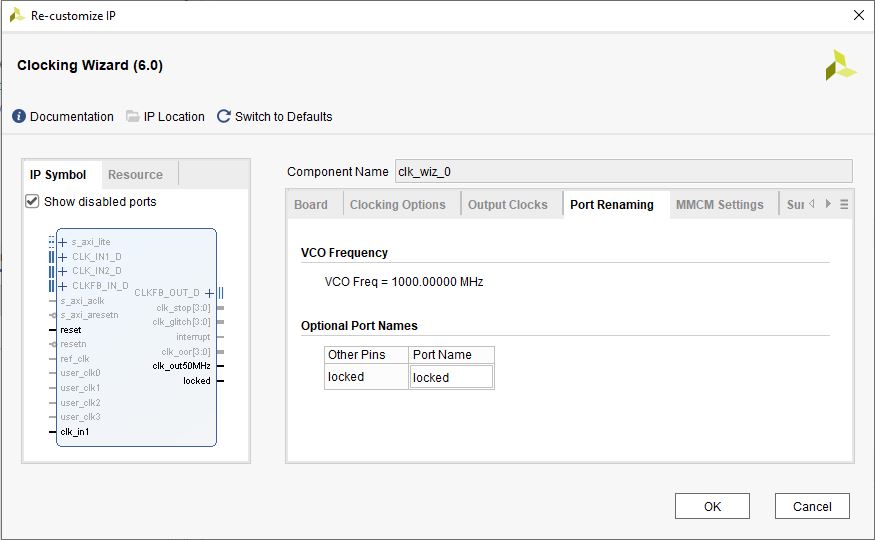 Re-customize IP
Clocking Wizard (6.0)
Documentation IP Location Switch to Defaults
IP Symbol Resource
Show disabled ports
s_axi_lite
CLK_IN1_D
CLK_IN2_D
CLKFB_IN_D
s_axi_aclk
s_axi_aresetn
reset
resetn
ref_clk
user_clk0
user_clk1
user_clk2
user_clk3
clk_in1
CLKFB_OUT_D
clk_stop[3:0]
clk_glitch[3:0]
interrupt
clk_oor[3:0]
clk_out50MHz
locked
Component Name clk_wiz_0
Board Clocking Options Output Clocks Port Renaming MMCM Settings Sur
VCO Frequency
VCO Freq = 1000.00000 MHz
Optional Port Names
Other Pins Port Name
locked locked
OK Cancel